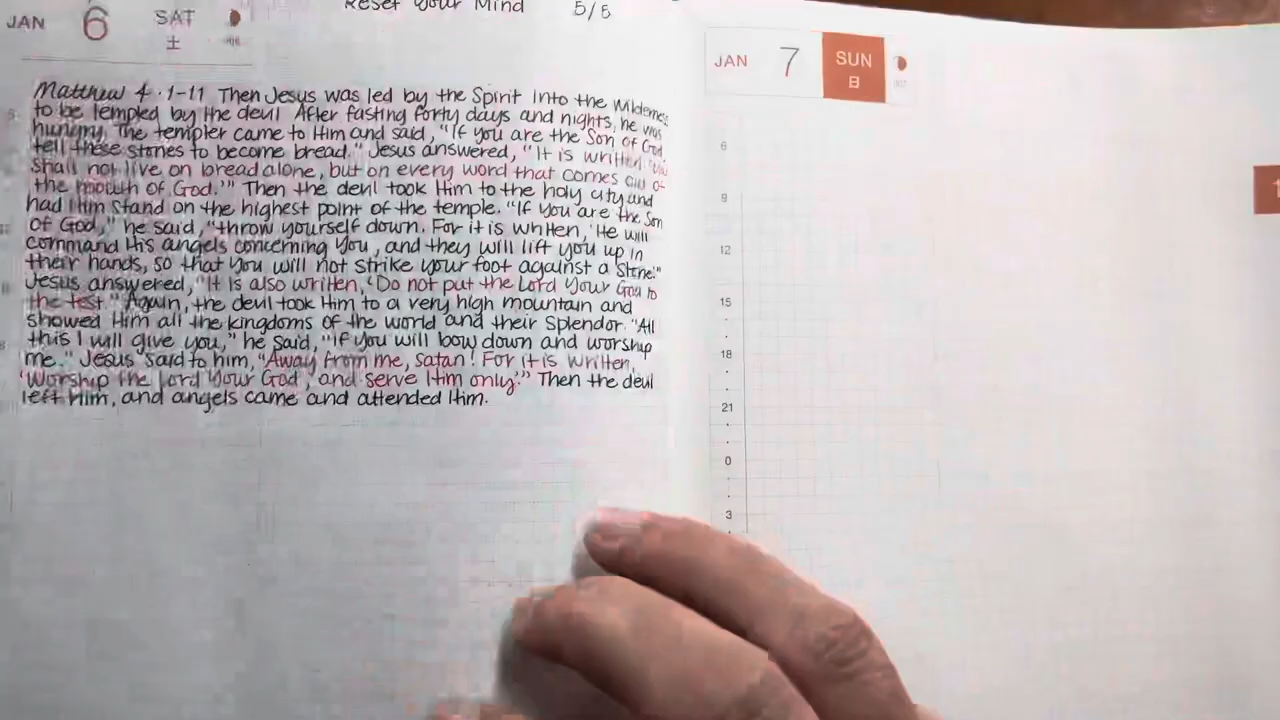 JAN 6 SAT 土
Reset Your Mind 5/5
Matthew 4:1-11 Then Jesus was led by the Spirit into the wilderness
to be tempted by the devil After fasting forty days and nights, he was
hungry. The tempter came to Him and said, "If you are the Son of God
tell these stones to become bread." Jesus answered, "It is written
shall not live on bread alone, but on every word that comes out of
the mouth of God.'" Then the devil took Him to the holy city and
had Him stand on the highest point of the temple. "If you are the Son
of God," he said, "throw yourself down. For it is written, 'He will
command His angels concerning you, and they will lift you up in
their hands, so that you will not strike your foot against a stone."
Jesus answered, "It is also written, 'Do not put the Lord your God to
the test." Again, the devil took Him to a very high mountain and
showed Him all the kingdoms of the world and their splendor. "All
this I will give you," he said, "if you will bow down and worship
me." Jesus said to him, "Away from me, Satan! For it is written,
'Worship the Lord your God, and serve Him only.'" Then the devil
left Him, and angels came and attended Him.
JAN 7 SUN 日
6
9
12
15
18
21
0
3
1